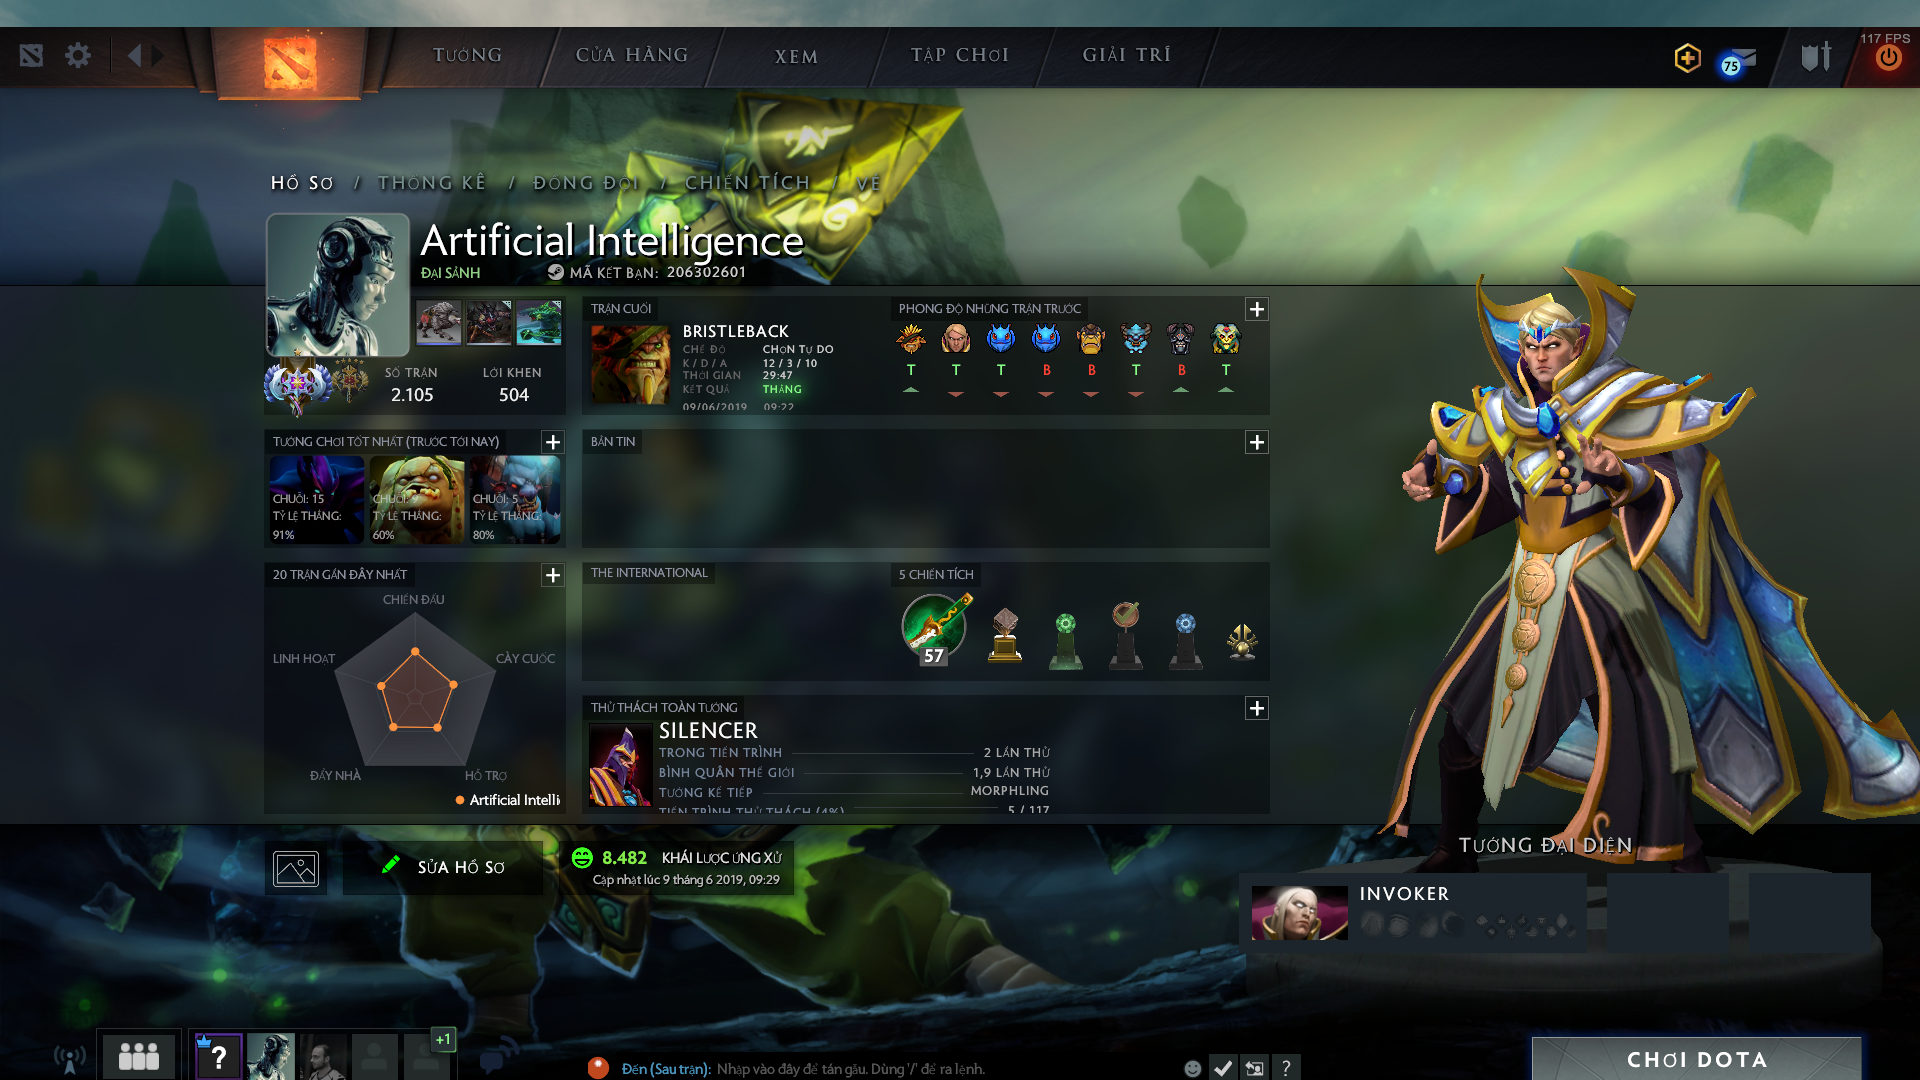 117 FPS
TƯỚNG
CỬA HÀNG
XEM
TẬP CHƠI
GIẢI TRÍ
75
HỒ SƠ / THỐNG KÊ / ĐỒNG ĐỘI / CHIẾN TÍCH / VÉ
Artificial Intelligence
ĐẠI SẢNH
MÃ KẾT BẠN: 206302601
SỐ TRẬN
2.105
LỜI KHEN
504
TRẬN CUỐI
BRISTLEBACK
CHẾ ĐỘ CHỌN TỰ DO
K / D / A 12 / 3 / 10
THỜI GIAN 29:47
KẾT QUẢ THẮNG
09/06/2019 09:22
PHONG ĐỘ NHỮNG TRẬN TRƯỚC
T T T B B T B T
TƯỚNG CHƠI TỐT NHẤT (TRƯỚC TỚI NAY)
CHUỖI: 15
TỶ LỆ THẮNG:
91%
CHUỖI: 9
TỶ LỆ THẮNG:
60%
CHUỖI: 5
TỶ LỆ THẮNG:
80%
BẢN TIN
20 TRẬN GẦN ĐÂY NHẤT
CHIẾN ĐẤU
LINH HOẠT
CÀY CUỐC
ĐẨY NHÀ
HỖ TRỢ
Artificial Intelli
THE INTERNATIONAL
5 CHIẾN TÍCH
57
THỬ THÁCH TOÀN TƯỚNG
SILENCER
TRONG TIẾN TRÌNH 2 LẦN THỬ
BÌNH QUÂN THẾ GIỚI 1,9 LẦN THỬ
TƯỚNG KẾ TIẾP MORPHLING
TIẾN TRÌNH THỬ THÁCH (4%) 5 / 117
SỬA HỒ SƠ
8.482 KHÁI LƯỢC ỨNG XỬ
Cập nhật lúc 9 tháng 6 2019, 09:29
TƯỚNG ĐẠI DIỆN
INVOKER
?
+1
Đến (Sau trận): Nhấp vào đây để tán gẫu. Dùng '/' để ra lệnh.
?
CHƠI DOTA